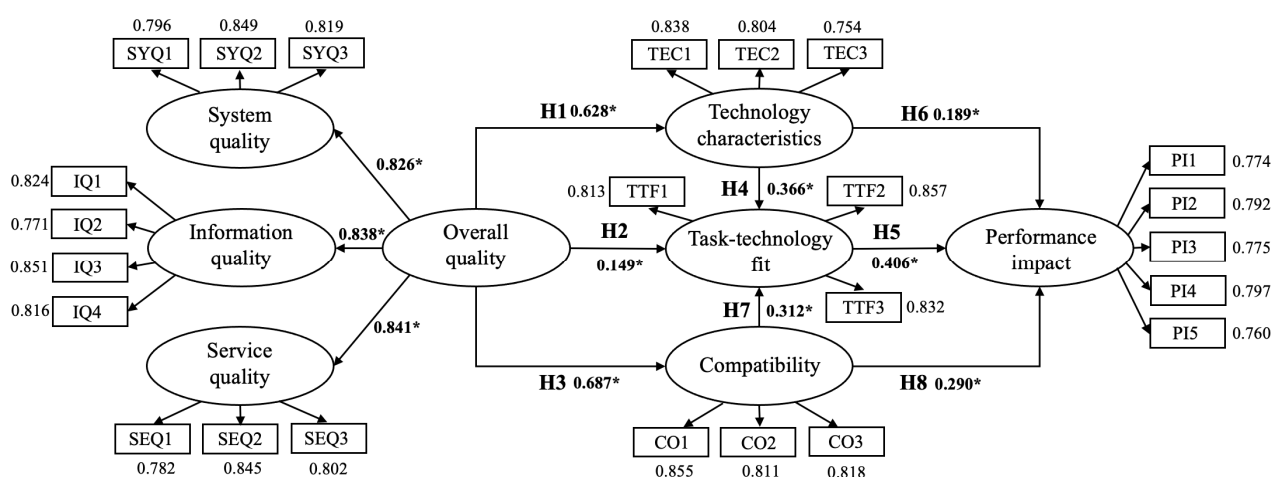 0.796
0.849
0.819
SYQ1
SYQ2
SYQ3
System
quality
0.838
0.804
0.754
TEC1
TEC2
TEC3
Technology
characteristics
H1 0.628*
H6 0.189*
0.826*
0.824
IQ1
0.771
IQ2
0.851
IQ3
0.816
IQ4
Information
quality
0.838*
Overall
quality
H2
0.149*
H4 0.366*
0.813
TTF1
TTF2
0.857
Task-technology
fit
TTF3
0.832
H5
0.406*
Performance
impact
PI1
0.774
PI2
0.792
PI3
0.775
PI4
0.797
PI5
0.760
0.841*
H7 0.312*
Service
quality
SEQ1
SEQ2
SEQ3
0.782
0.845
0.802
H3 0.687*
Compatibility
H8 0.290*
CO1
CO2
CO3
0.855
0.811
0.818